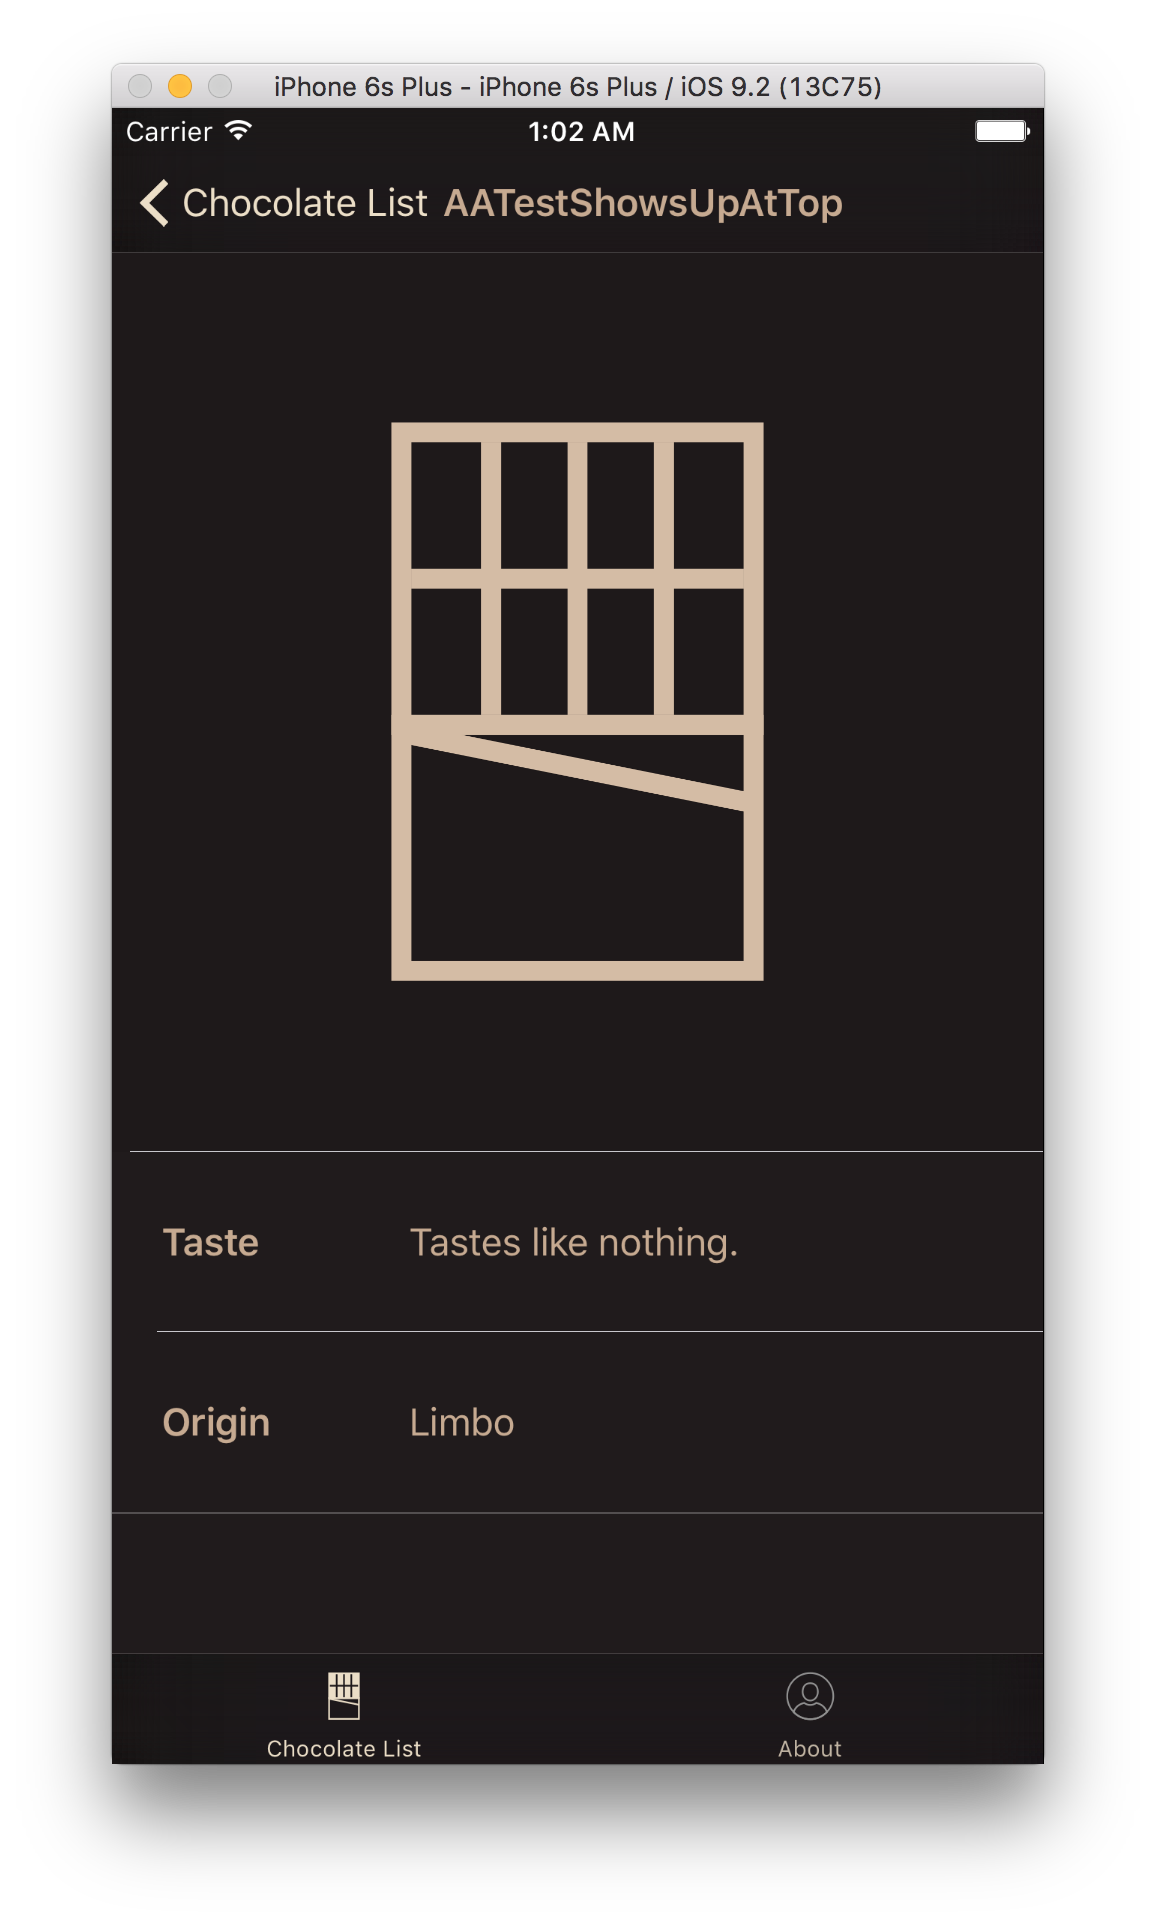 iPhone 6s Plus - iPhone 6s Plus / iOS 9.2 (13C75)
Carrier 1:02 AM
Chocolate List AATestShowsUpAtTop
Taste Tastes like nothing.
Origin Limbo
Chocolate List About